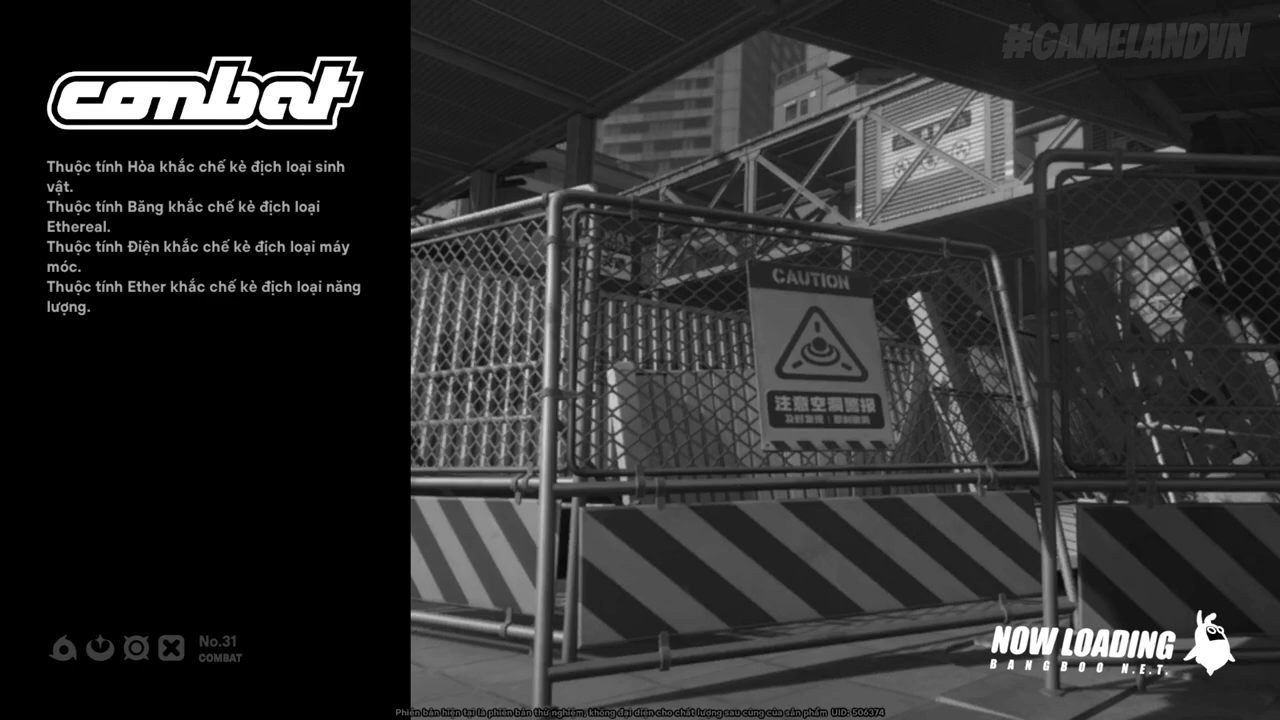 #GAMELANDVN
combat
Thuộc tính Hỏa khắc chế kẻ địch loại sinh
vật.
Thuộc tính Băng khắc chế kẻ địch loại
Ethereal.
Thuộc tính Điện khắc chế kẻ địch loại máy
móc.
Thuộc tính Ether khắc chế kẻ địch loại năng
lượng.
CAUTION
注意空洞警报
No.31
COMBAT
NOW LOADING
BANGBOO N.E.T.
Phiên bản hiện tại là phiên bản thử nghiệm, không đại diện cho chất lượng sau cùng của sản phẩm UID: 506374